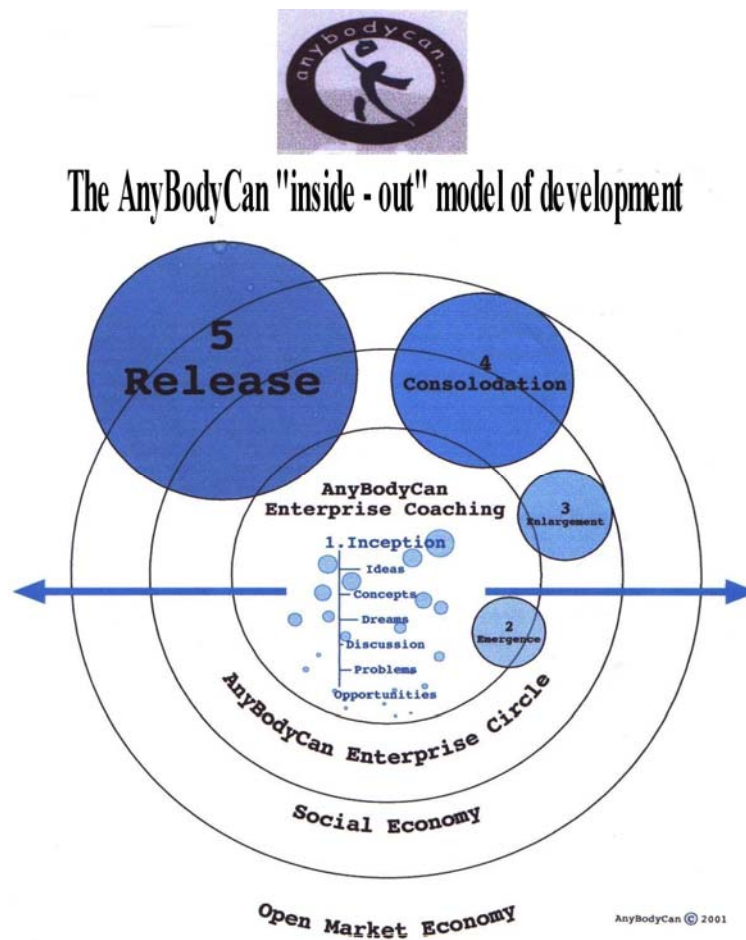 anybodycan...
The AnyBodyCan "inside - out" model of development
5
Release
4
Consolodation
AnyBodyCan
Enterprise Coaching
3
Enlargement
1.Inception
Ideas
Concepts
Dreams
2
Emergence
Discussion
Problems
Opportunities
AnyBodyCan Enterprise Circle
Social Economy
Open Market Economy
AnyBodyCan © 2001